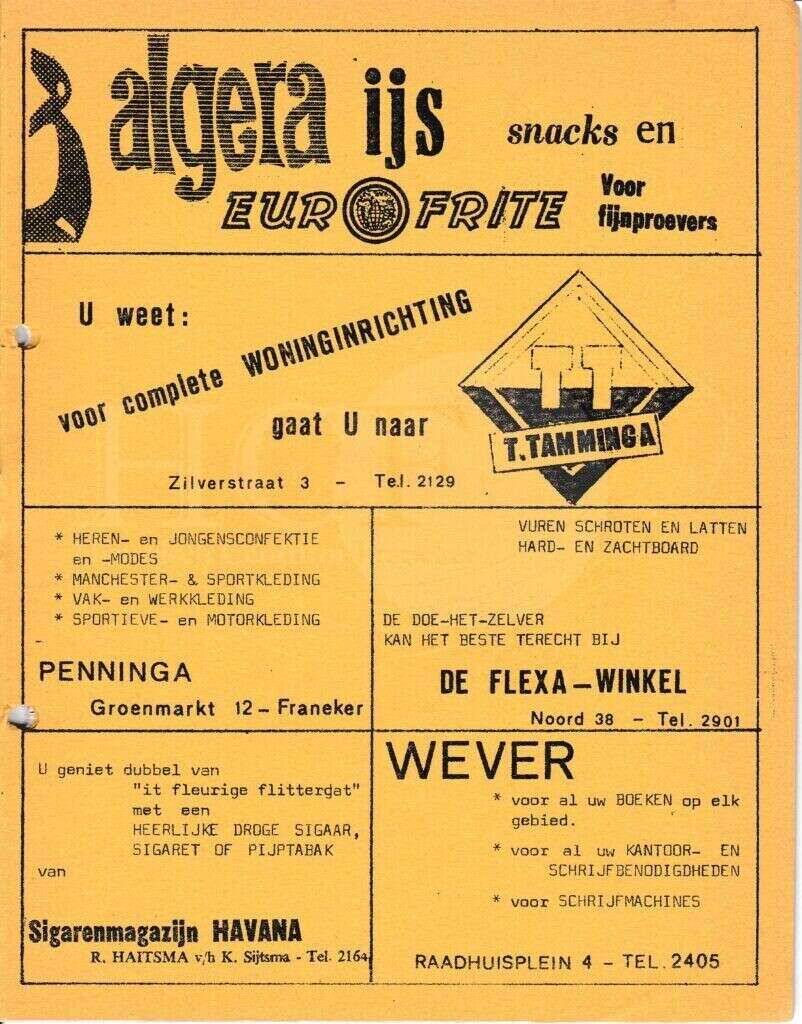 algera ijs snacks en
EUROFRITE Voor
fijnproevers
U weet:
voor complete WONINGINRICHTING
gaat U naar
TT
T.TAMMINGA
Zilverstraat 3 - Tel. 2129
* HEREN- en JONGENSCONFEKTIE
en -MODES
* MANCHESTER- & SPORTKLEDING
* VAK- en WERKKLEDING
* SPORTIEVE- en MOTORKLEDING
PENNINGA
Groenmarkt 12 - Franeker
VUREN SCHROTEN EN LATTEN
HARD- EN ZACHTBOARD
DE DOE-HET-ZELVER
KAN HET BESTE TERECHT BIJ
DE FLEXA-WINKEL
Noord 38 - Tel. 2901
U geniet dubbel van
"it fleurige flitterdat"
met een
HEERLIJKE DROGE SIGAAR,
SIGARET OF PIJPTABAK
van
Sigarenmagazijn HAVANA
R. HAITSMA v/h K. Sijtsma - Tel. 2164
WEVER
* voor al uw BOEKEN op elk
gebied.
* voor al uw KANTOOR- EN
SCHRIJFBENODIGDHEDEN
* voor SCHRIJFMACHINES
RAADHUISPLEIN 4 - TEL. 2405